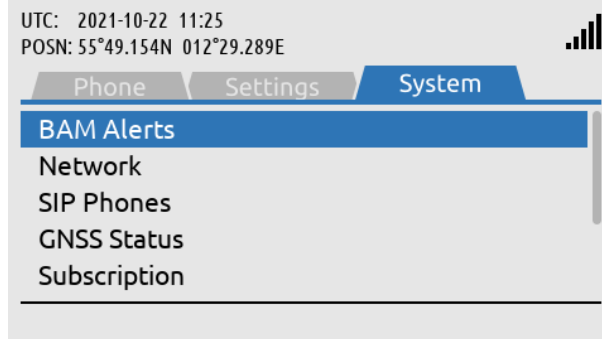 UTC: 2021-10-22 11:25
POSN: 55°49.154N 012°29.289E
Phone Settings System
BAM Alerts
Network
SIP Phones
GNSS Status
Subscription